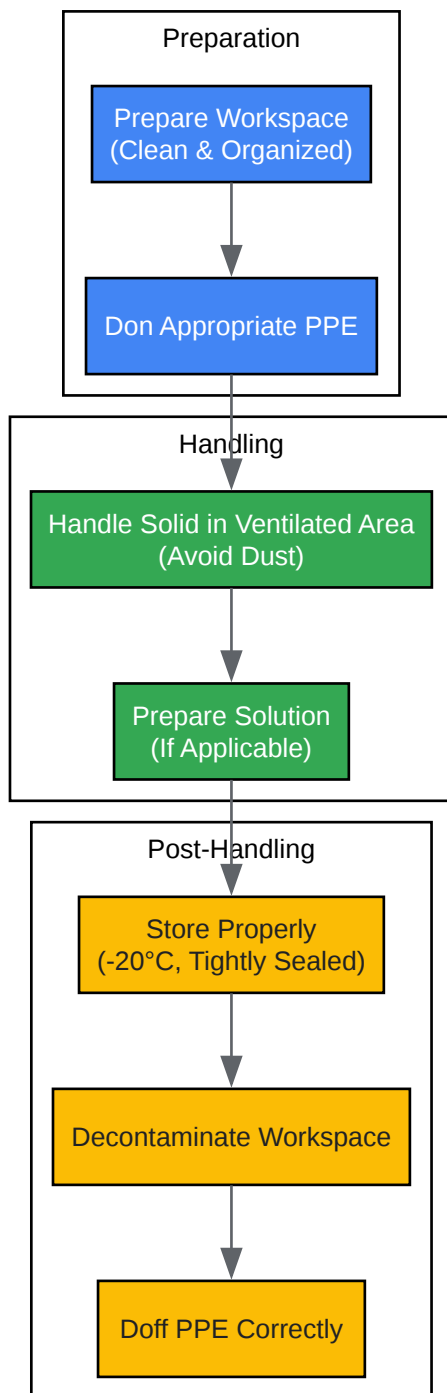 Preparation
Prepare Workspace
(Clean & Organized)
Don Appropriate PPE
Handling
Handle Solid in Ventilated Area
(Avoid Dust)
Prepare Solution
(If Applicable)
Post-Handling
Store Properly
(-20°C, Tightly Sealed)
Decontaminate Workspace
Doff PPE Correctly